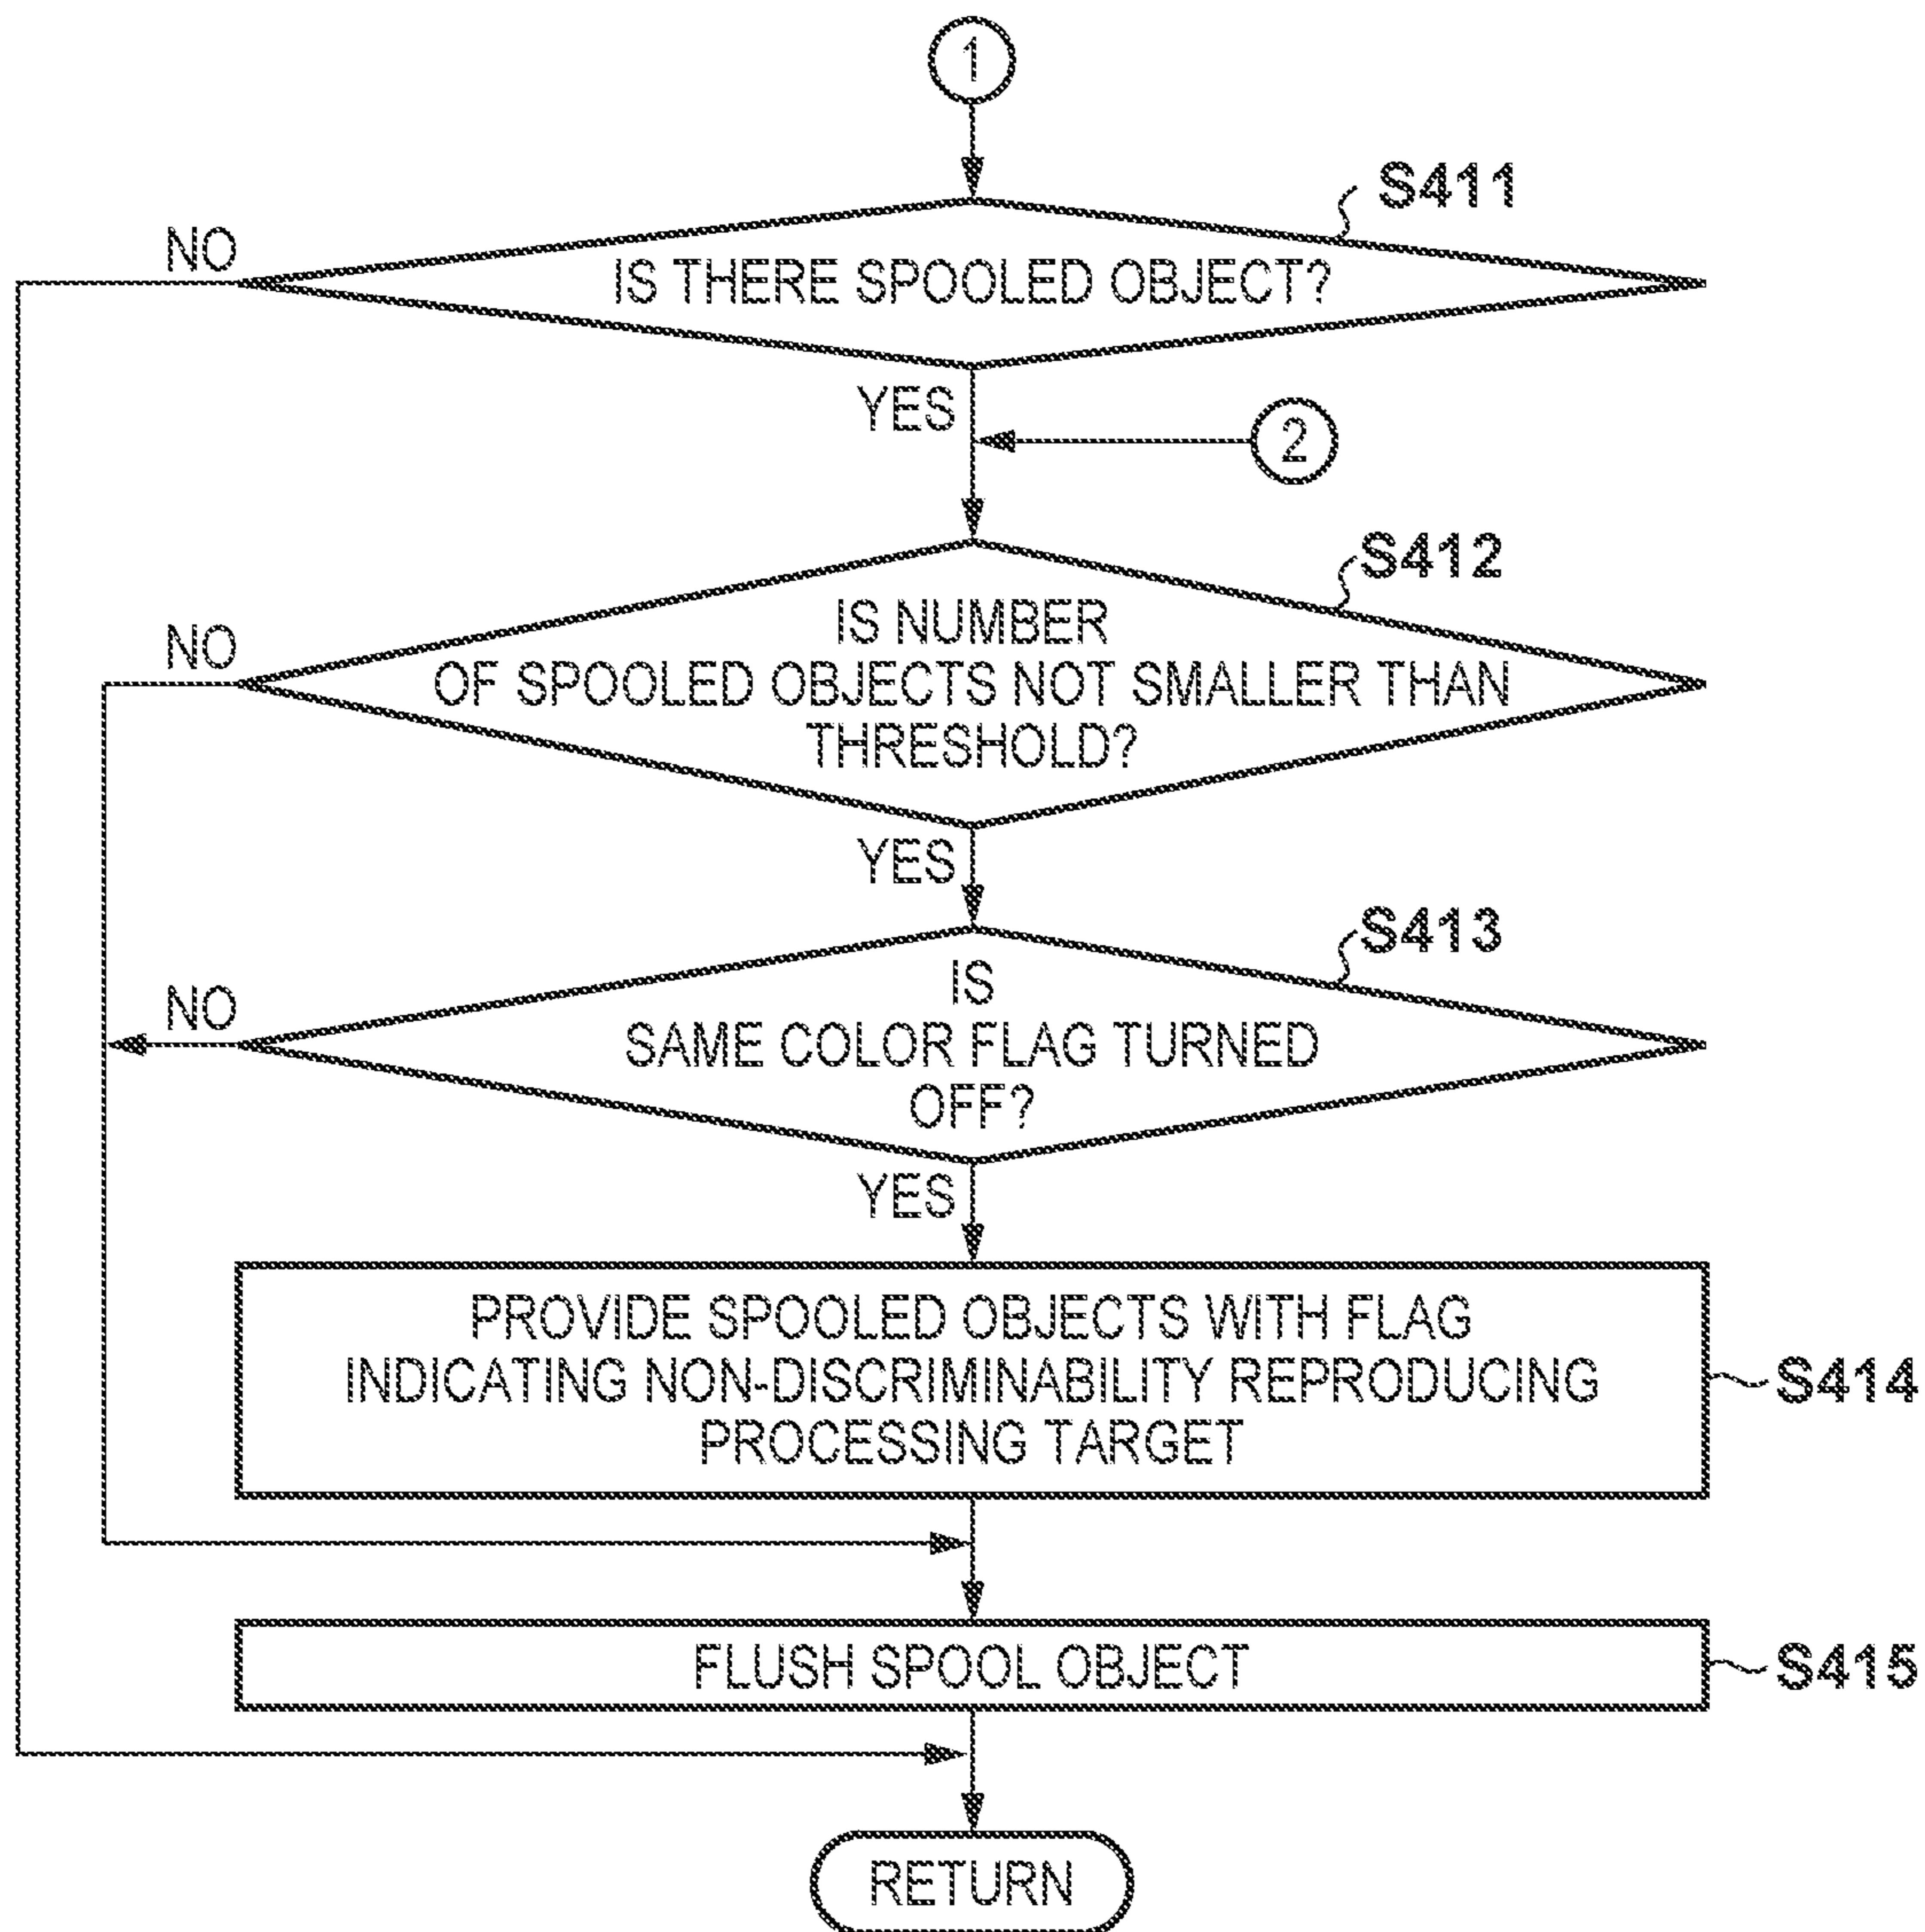 1
S411
NO
IS THERE SPOOLED OBJECT?
YES
2
S412
IS NUMBER
NO
OF SPOOLED OBJECTS NOT SMALLER THAN
THRESHOLD?
YES
S413
IS
NO
SAME COLOR FLAG TURNED
OFF?
YES
PROVIDE SPOOLED OBJECTS WITH FLAG
INDICATING NON-DISCRIMINABILITY REPRODUCING
PROCESSING TARGET
S414
FLUSH SPOOL OBJECT
S415
RETURN